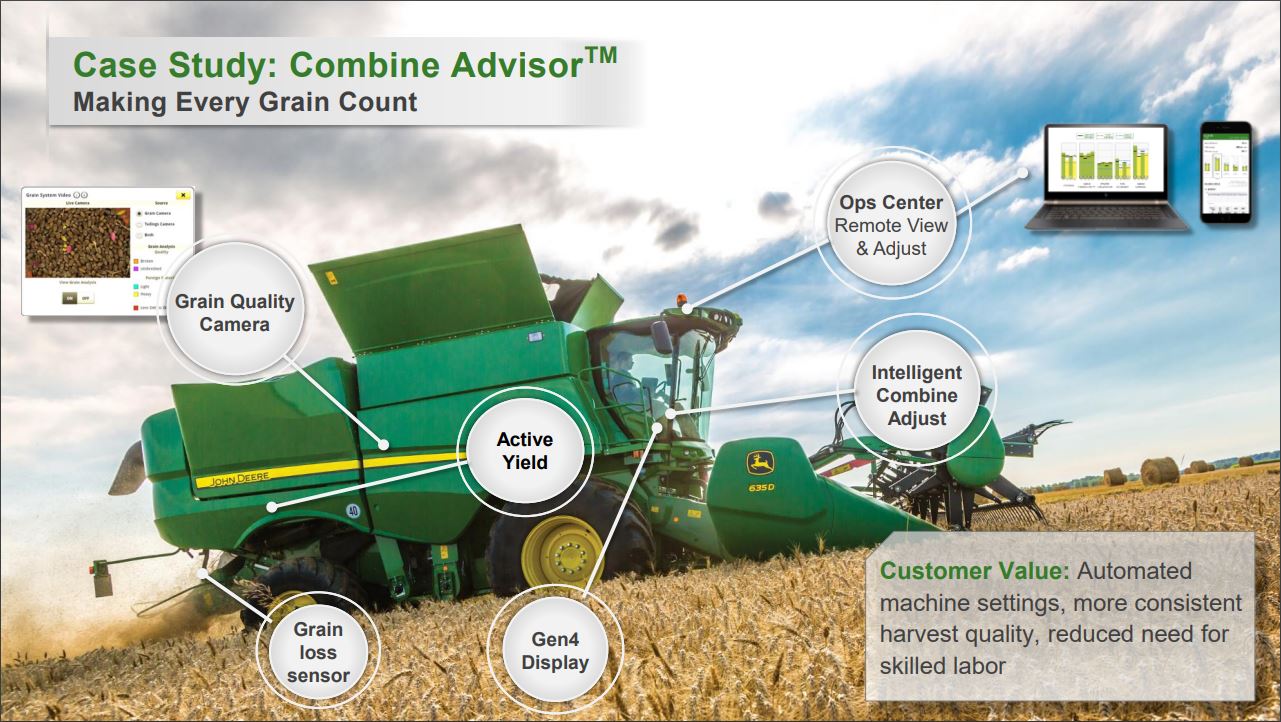 Case Study: Combine Advisor™
Making Every Grain Count
Grain System Video
Live Camera
Source
Grain Camera
Tailings Camera
Both
Grain Analysis
Quality
Broken
Unthreshed
Light
Heavy
View Grain Analysis
ON OFF
Grain Quality
Camera
Ops Center
Remote View
& Adjust
Intelligent
Combine
Adjust
Active
Yield
JOHN DEERE
40
635D
Grain
loss
sensor
Gen4
Display
Customer Value: Automated
machine settings, more consistent
harvest quality, reduced need for
skilled labor